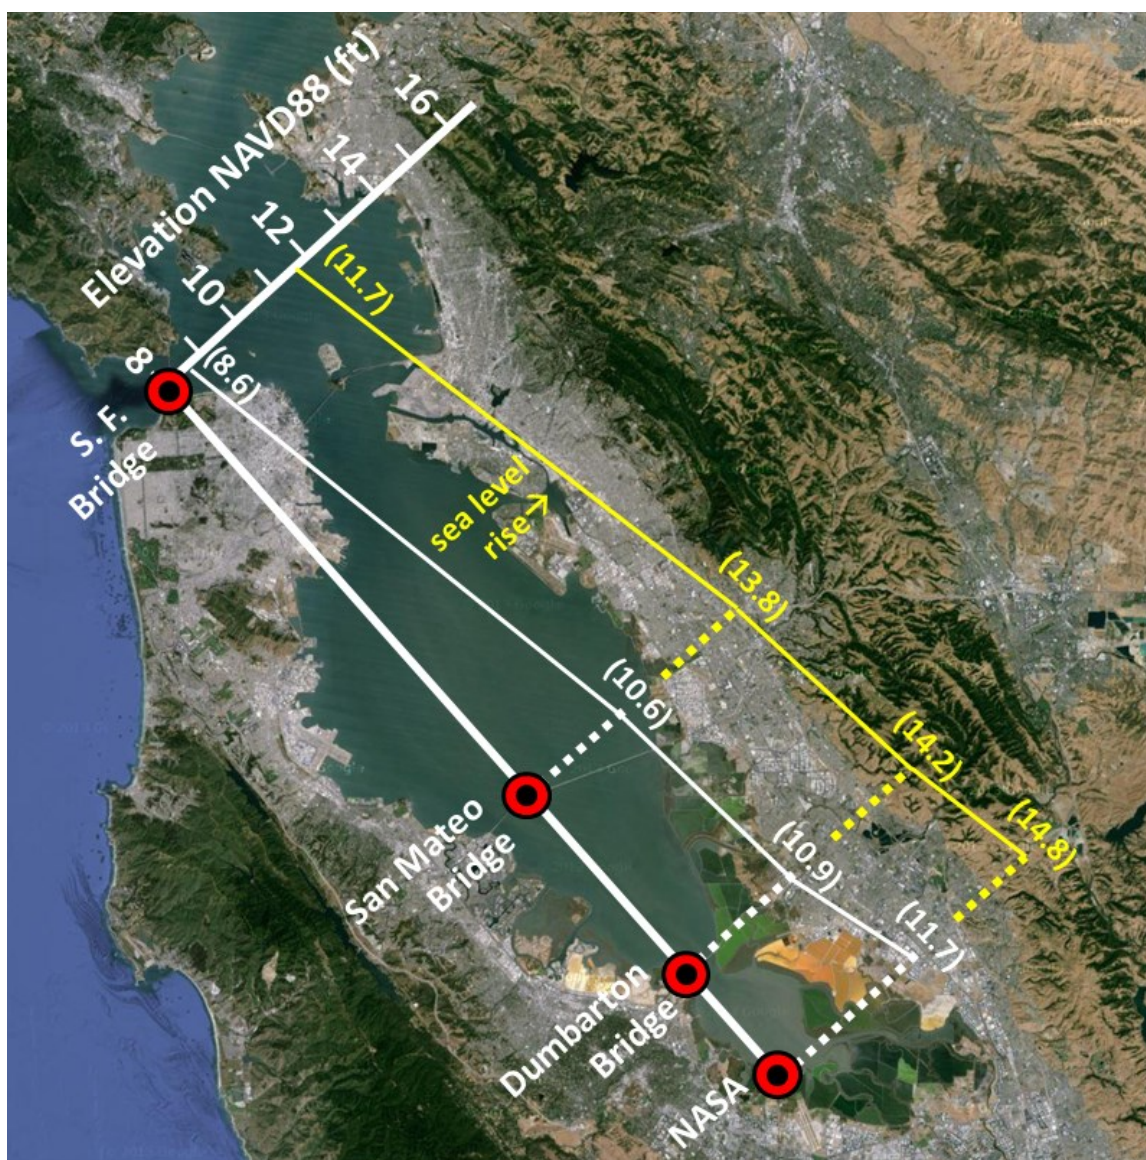 Elevation NAVD88 (ft)
16
14
12
10
8
(11.7)
(8.6)
S. F.
Bridge
sea level
rise→
(13.8)
(10.6)
(14.2)
(14.8)
San Mateo
Bridge
(10.9)
(11.7)
Dumbarton
Bridge
NASA
Google